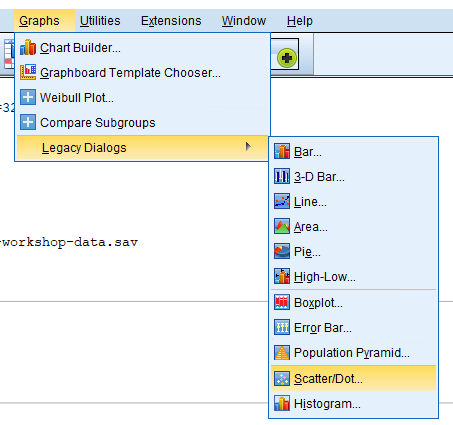 Graphs Utilities Extensions Window Help
Chart Builder...
Graphboard Template Chooser...
Weibull Plot...
=32
Compare Subgroups
Legacy Dialogs
Bar...
3-D Bar...
Line...
Area...
-workshop-data.sav
Pie...
High-Low...
Boxplot...
Error Bar...
Population Pyramid...
Scatter/Dot...
Histogram...